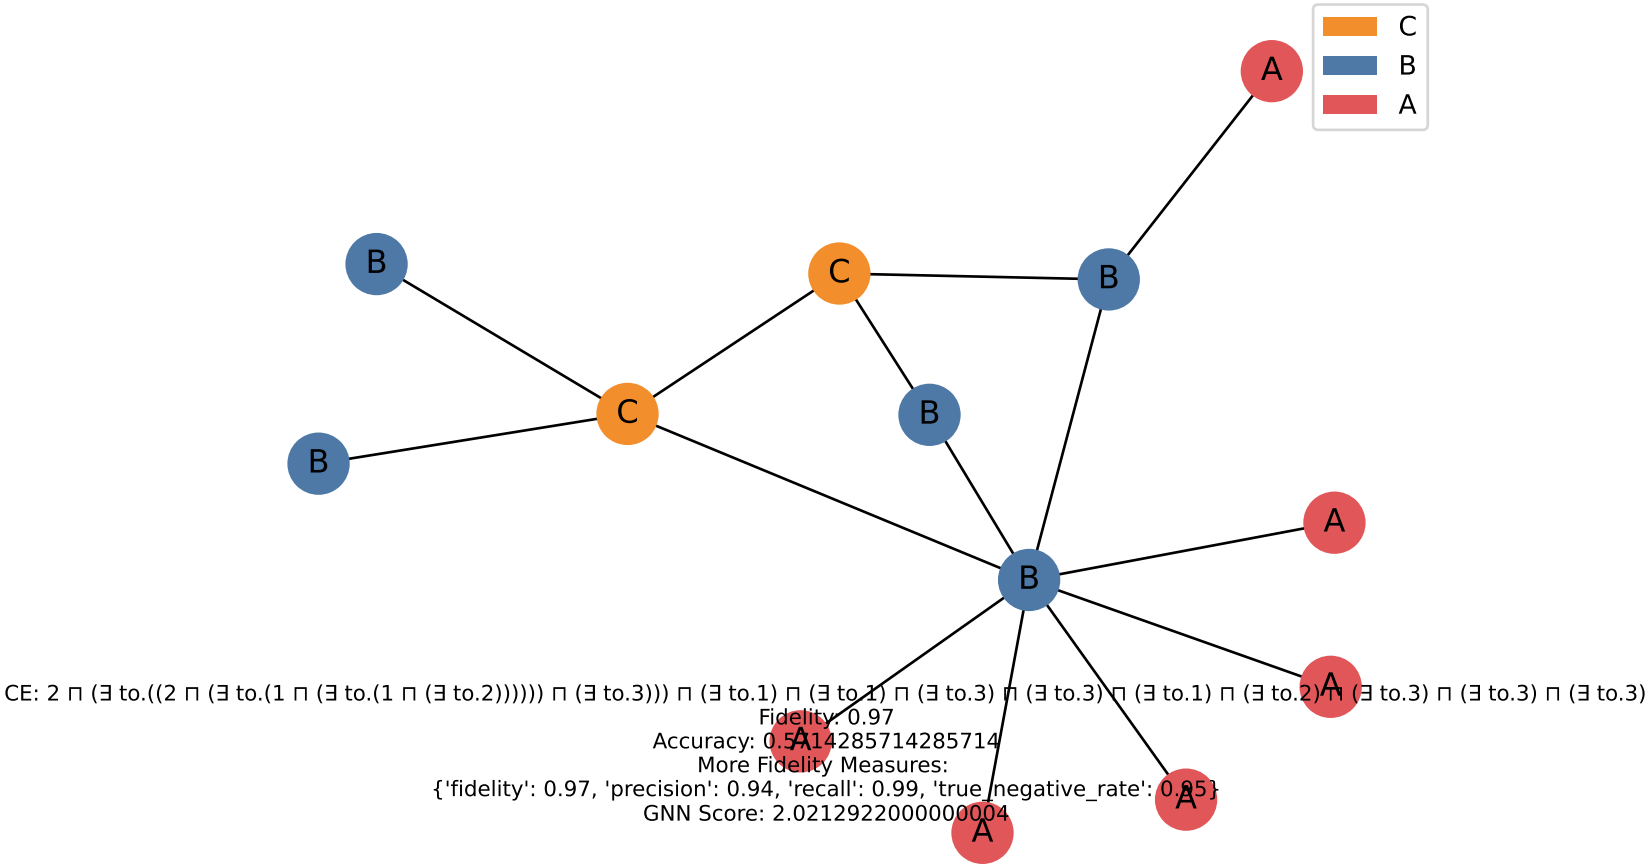 C
B
A
A
B
C
B
B
C
B
A
B
A
CE: 2 ⊓ (∃ to.((2 ⊓ (∃ to.(1 ⊓ (∃ to.(1 ⊓ (∃ to.2)))))) ⊓ (∃ to.3))) ⊓ (∃ to.1) ⊓ (∃ to.1) ⊓ (∃ to.3) ⊓ (∃ to.3) ⊓ (∃ to.1) ⊓ (∃ to.2) ⊓ (∃ to.3) ⊓ (∃ to.3) ⊓ (∃ to.3)
Fidelity: 0.97
A
Accuracy: 0.5714285714285714
More Fidelity Measures:
{'fidelity': 0.97, 'precision': 0.94, 'recall': 0.99, 'true_negative_rate': 0.95}
A
GNN Score: 2.0212922000000004
A